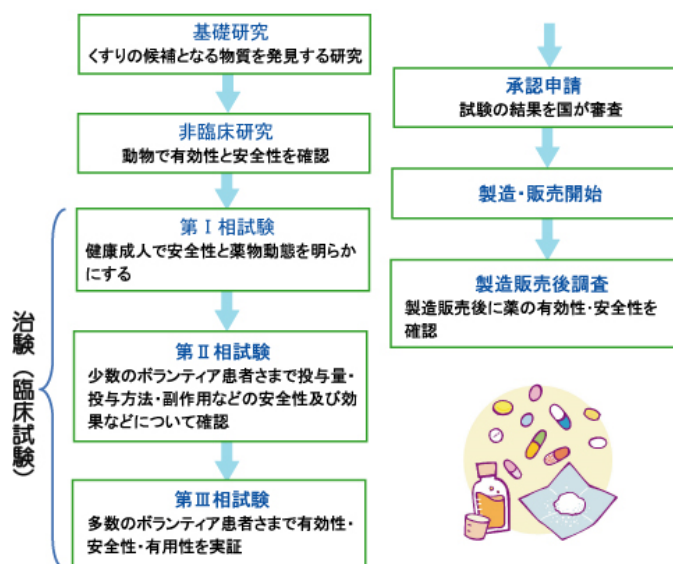 基礎研究
くすりの候補となる物質を発見する研究
非臨床研究
動物で有効性と安全性を確認
治験（臨床試験）
第Ⅰ相試験
健康成人で安全性と薬物動態を明らか
にする
第Ⅱ相試験
少数のボランティア患者さまで投与量・
投与方法・副作用などの安全性及び効
果などについて確認
第Ⅲ相試験
多数のボランティア患者さまで有効性・
安全性・有用性を実証
承認申請
試験の結果を国が審査
製造・販売開始
製造販売後調査
製造販売後に薬の有効性・安全性を
確認